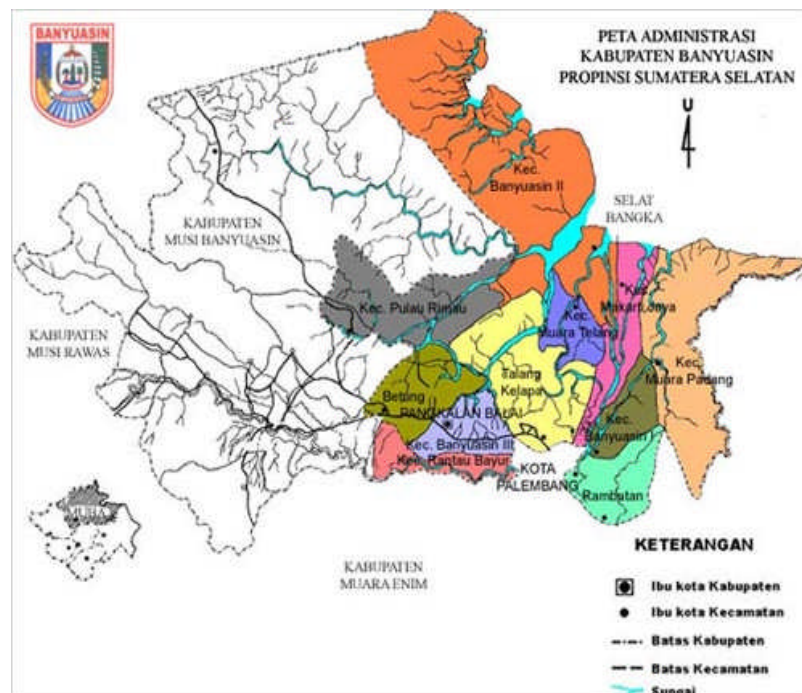 BANYUASIN
PETA ADMINISTRASI
KABUPATEN BANYUASIN
PROPINSI SUMATERA SELATAN
U
Kec.
Banyuasin II
SELAT
BANGKA
KABUPATEN
MUSI BANYUASIN
Kec. Pulau Rimau
Kec.
Makarti Jaya
Kec.
Muara Telang
KABUPATEN
MUSI RAWAS
Kec.
Muara Padang
Talang
Kelapa
Betung
PANGKALAN BALAI
Kec.
Banyuasin I
Kec. Banyuasin III
Kec. Rantau Bayur
KOTA
PALEMBANG
Rambutan
MUBA
KABUPATEN
MUARA ENIM
KETERANGAN
Ibu kota Kabupaten
Ibu kota Kecamatan
Batas Kabupaten
Batas Kecamatan
Sungai